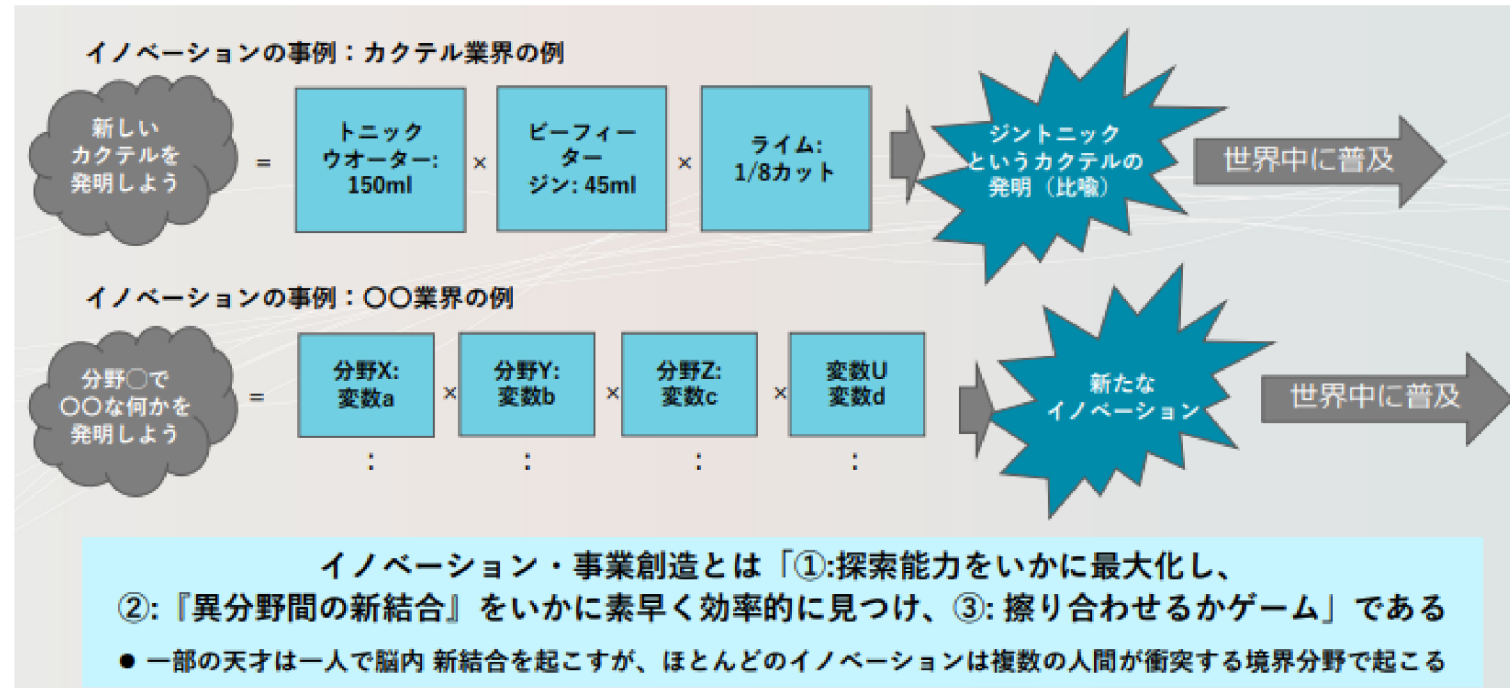 イノベーションの事例：カクテル業界の例
新しい
カクテルを
発明しよう
=
トニック
ウオーター:
150ml
×
ビーフィー
ター
ジン: 45ml
×
ライム:
1/8カット
ジントニック
というカクテルの
発明（比喩）
世界中に普及
イノベーションの事例：〇〇業界の例
分野〇で
〇〇な何かを
発明しよう
=
分野X:
変数a
×
分野Y:
変数b
×
分野Z:
変数c
×
変数U
変数d
:
:
:
:
新たな
イノベーション
世界中に普及
イノベーション・事業創造とは「①:探索能力をいかに最大化し、
②:『異分野間の新結合』をいかに素早く効率的に見つけ、③: 擦り合わせるかゲーム」である
● 一部の天才は一人で脳内 新結合を起こすが、ほとんどのイノベーションは複数の人間が衝突する境界分野で起こる